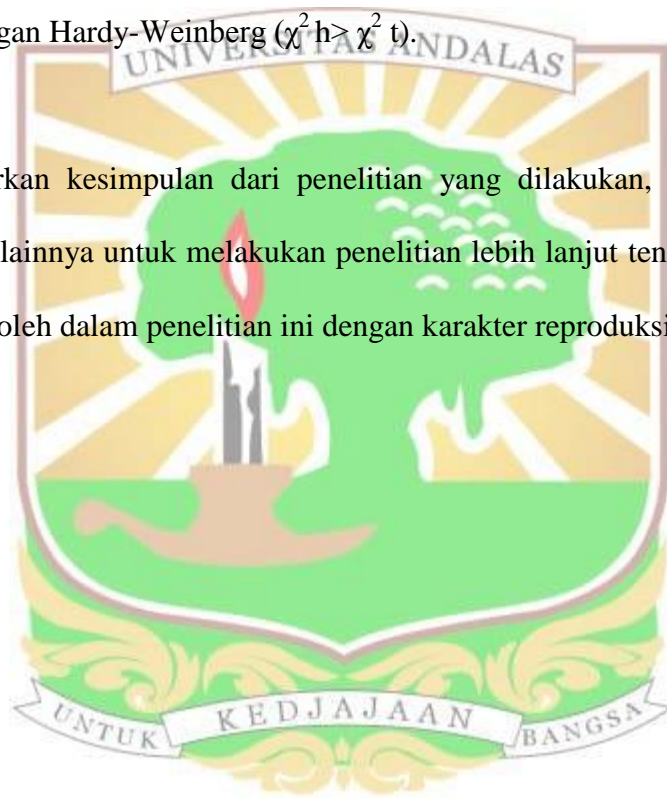 gan Hardy-Weinberg (χ² h> χ² t).
UNIVERSITAS ANDALAS
rkan kesimpulan dari penelitian yang dilakukan,
lainnya untuk melakukan penelitian lebih lanjut ten
oleh dalam penelitian ini dengan karakter reproduksi
UNTUK KEDJAJAAN BANGSA